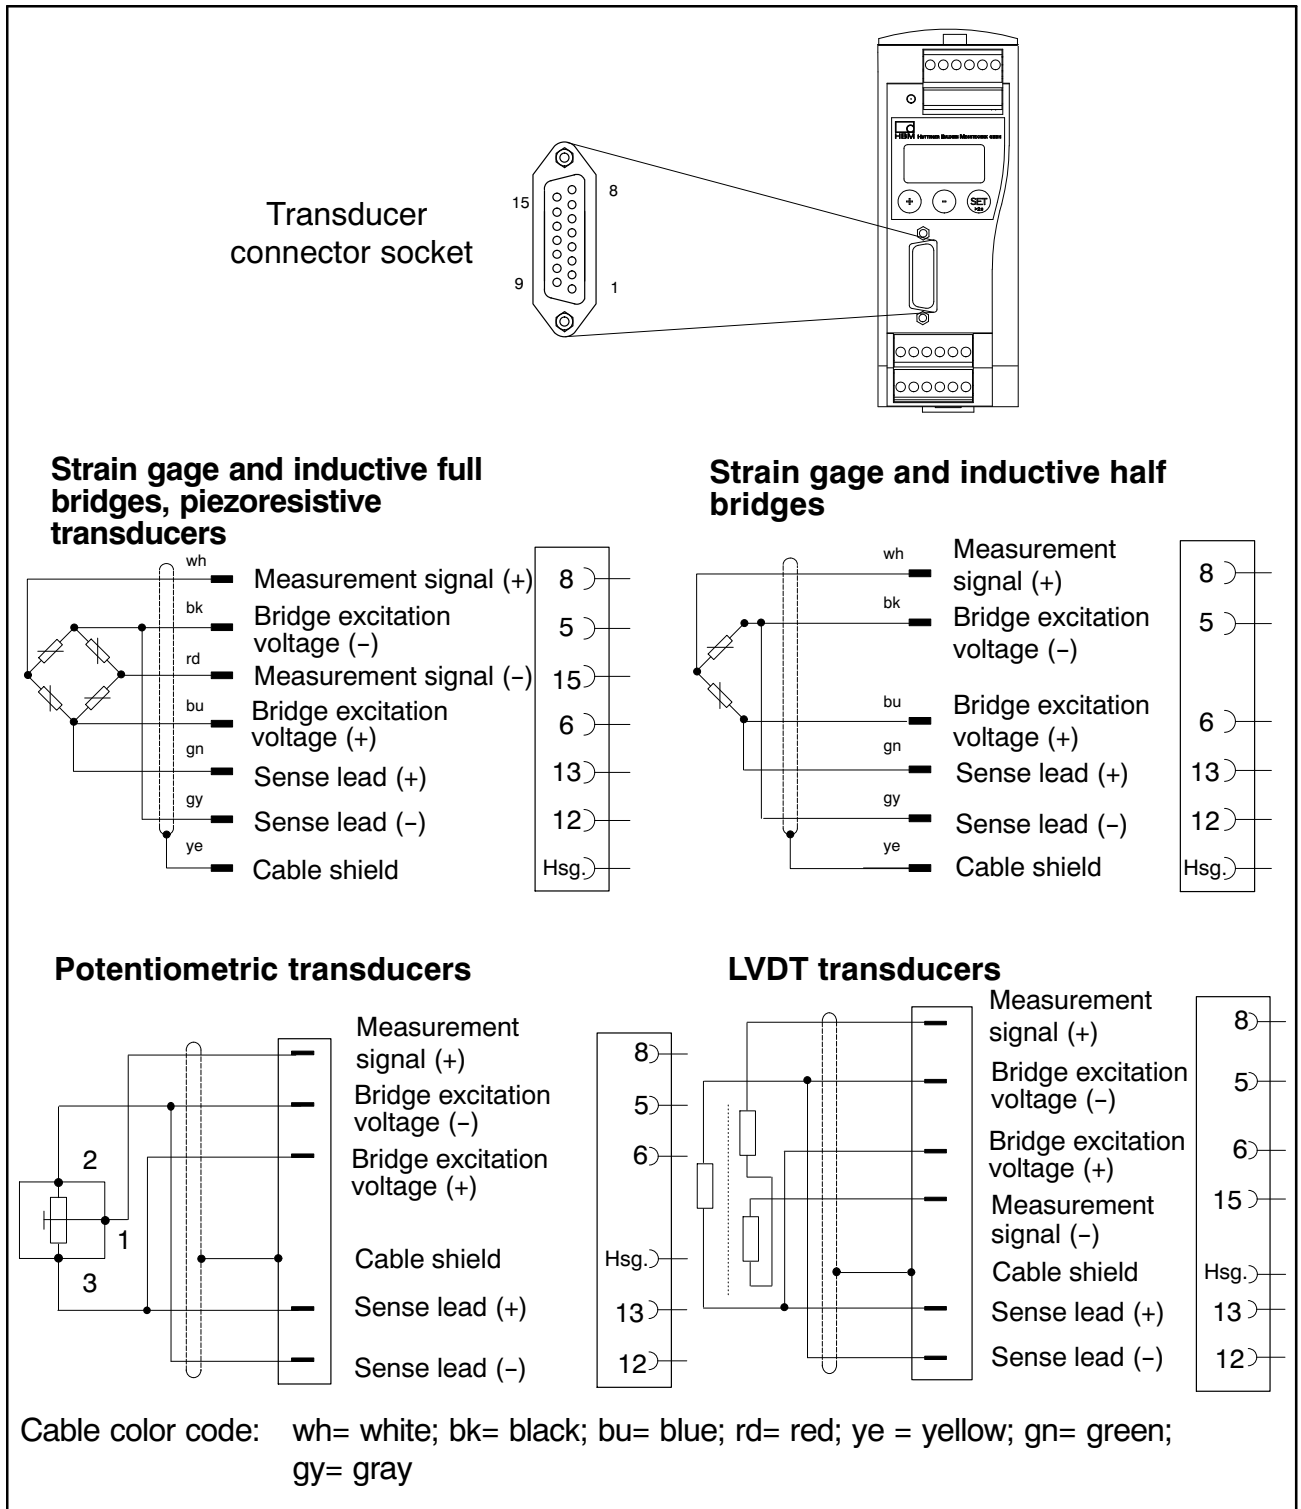 HBM HOTTINGER BALDWIN MESSTECHNIK GMBH
+ - SET
Transducer
connector socket
15
8
9
1
Strain gage and inductive full
bridges, piezoresistive
transducers
wh
Measurement signal (+)
8
bk
Bridge excitation
voltage (–)
5
rd
Measurement signal (–)
15
bu
Bridge excitation
voltage (+)
6
gn
Sense lead (+)
13
gy
Sense lead (–)
12
ye
Cable shield
Hsg.
Strain gage and inductive half
bridges
wh
Measurement
signal (+)
8
bk
Bridge excitation
voltage (–)
5
bu
Bridge excitation
voltage (+)
6
gn
Sense lead (+)
13
gy
Sense lead (–)
12
ye
Cable shield
Hsg.
Potentiometric transducers
Measurement
signal (+)
8
Bridge excitation
voltage (–)
5
Bridge excitation
voltage (+)
6
2
1
3
Cable shield
Hsg.
Sense lead (+)
13
Sense lead (–)
12
LVDT transducers
Measurement
signal (+)
8
Bridge excitation
voltage (–)
5
Bridge excitation
voltage (+)
6
Measurement
signal (–)
15
Cable shield
Hsg.
Sense lead (+)
13
Sense lead (–)
12
Cable color code: wh= white; bk= black; bu= blue; rd= red; ye = yellow; gn= green;
gy= gray